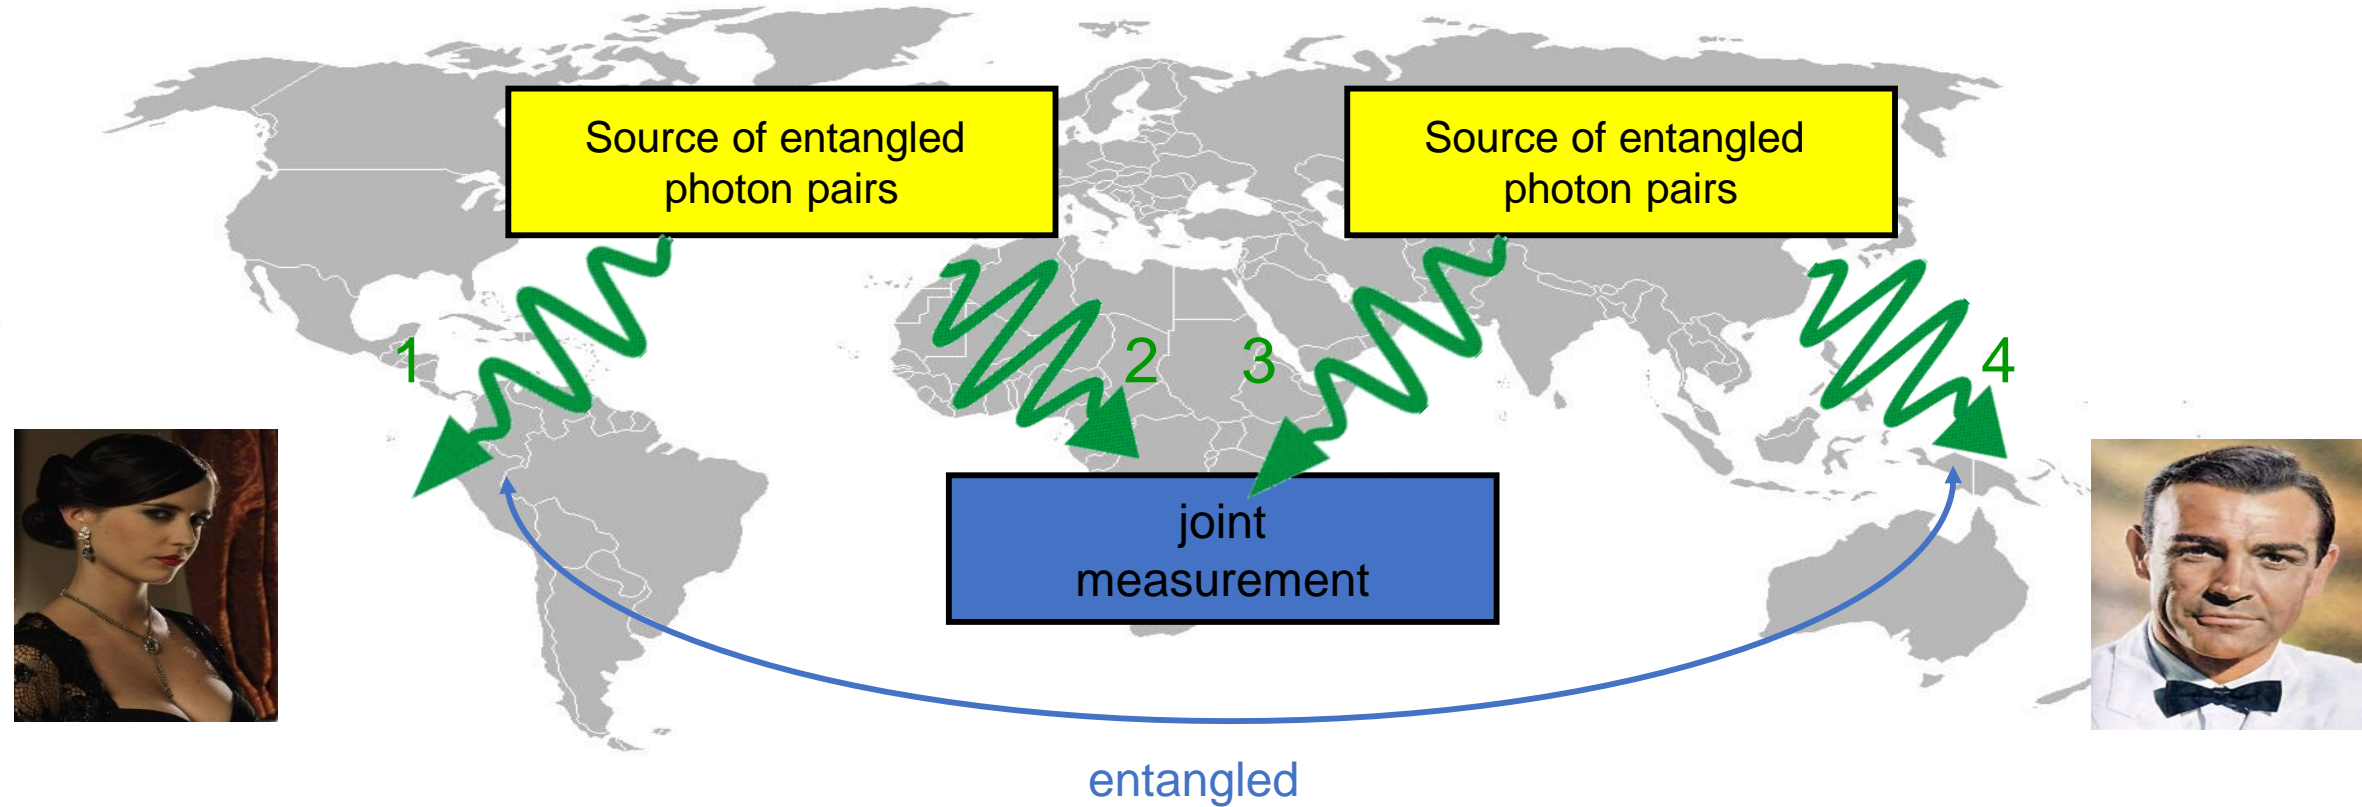 Source of entangled
photon pairs
Source of entangled
photon pairs
1
2
3
4
joint
measurement
entangled